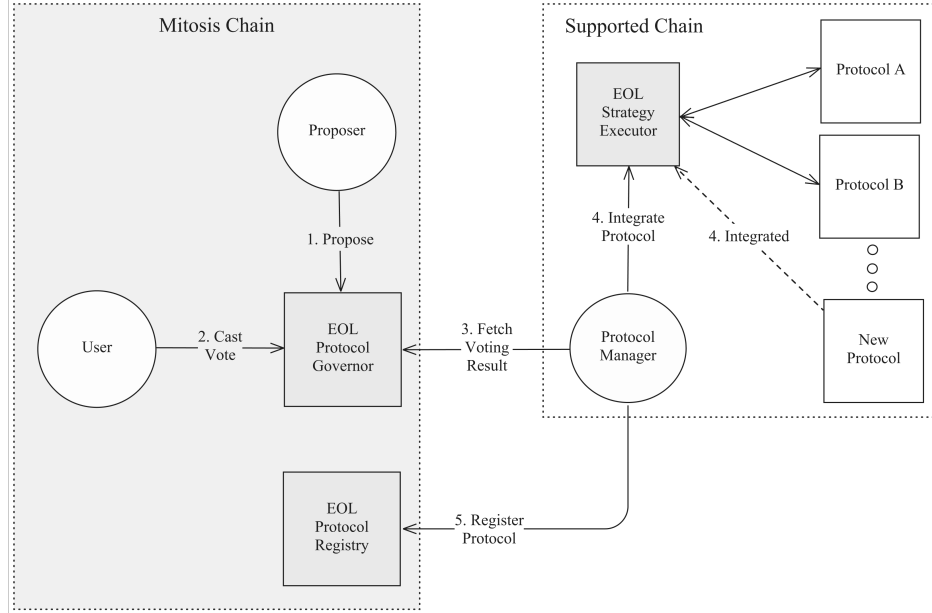 Mitosis Chain
Proposer
1. Propose
User
2. Cast
Vote
EOL
Protocol
Governor
EOL
Protocol
Registry
Supported Chain
EOL
Strategy
Executor
Protocol A
Protocol B
4. Integrate
Protocol
4. Integrated
3. Fetch
Voting
Result
Protocol
Manager
New
Protocol
5. Register
Protocol